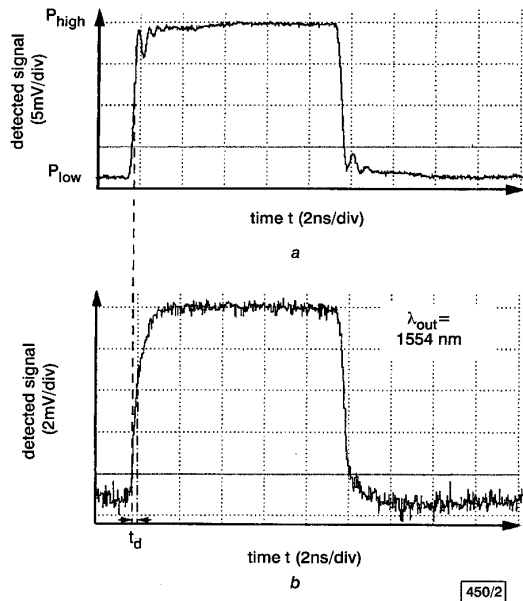 P_high
detected signal
(5mV/div)
P_low
time t (2ns/div)
a
detected signal
(2mV/div)
λ_out=
1554 nm
t_d
time t (2ns/div)
b
450/2